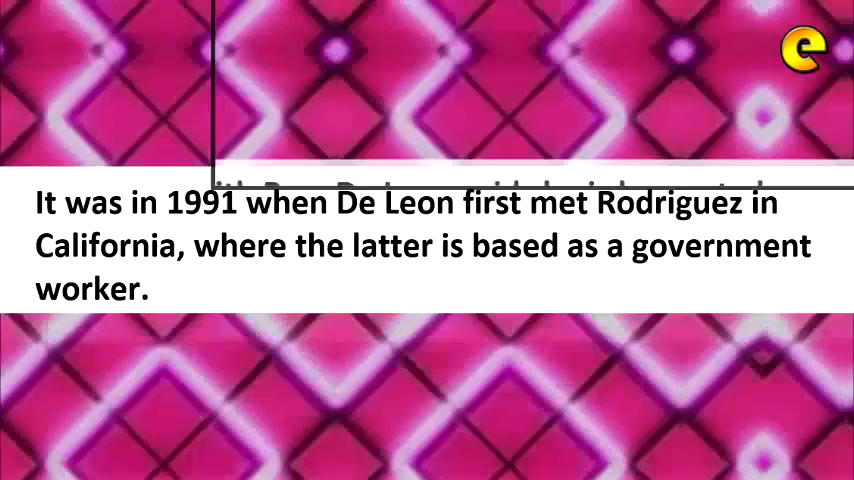 e
It was in 1991 when De Leon first met Rodriguez in
California, where the latter is based as a government
worker.